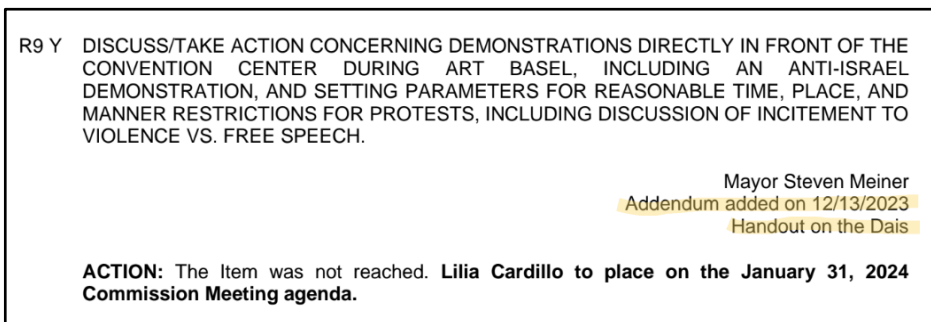 R9 Y DISCUSS/TAKE ACTION CONCERNING DEMONSTRATIONS DIRECTLY IN FRONT OF THE
CONVENTION CENTER DURING ART BASEL, INCLUDING AN ANTI-ISRAEL
DEMONSTRATION, AND SETTING PARAMETERS FOR REASONABLE TIME, PLACE, AND
MANNER RESTRICTIONS FOR PROTESTS, INCLUDING DISCUSSION OF INCITEMENT TO
VIOLENCE VS. FREE SPEECH.
Mayor Steven Meiner
Addendum added on 12/13/2023
Handout on the Dais
ACTION: The Item was not reached. Lilia Cardillo to place on the January 31, 2024
Commission Meeting agenda.